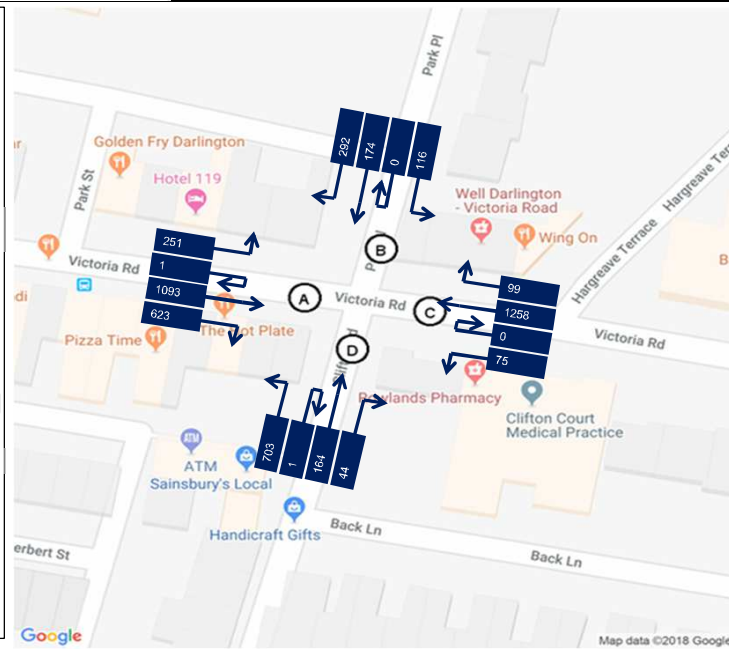 Park Pl
Golden Fry Darlington
Hotel 119
Park St
292
174
0
116
Well Darlington
- Victoria Road
Wing On
Hargreave Terrace
Hargreave Ter
B
251
1
1093
623
Victoria Rd
A
Victoria Rd
C
B
D
99
1258
0
75
Victoria Rd
di
Pizza Time
The Hot Plate
Rowlands Pharmacy
Clifton Court
Medical Practice
703
1
164
44
ATM
ATM
Sainsbury's Local
Handicraft Gifts
Back Ln
Back Ln
erbert St
Google
Map data ©2018 Google